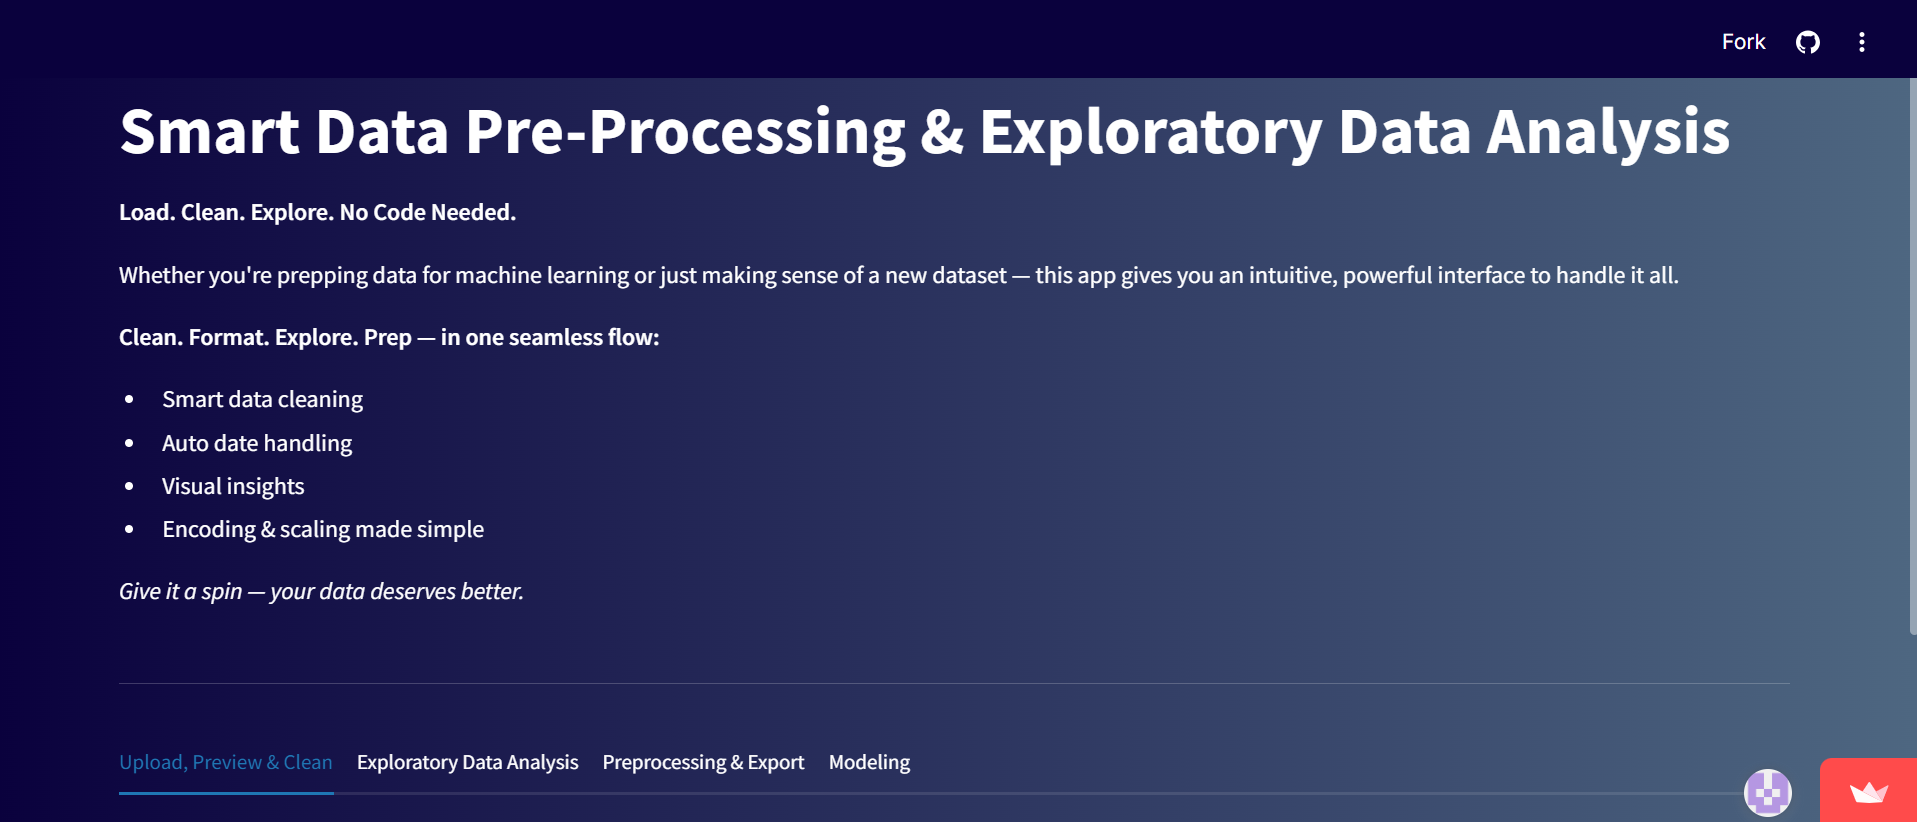 Fork
Smart Data Pre-Processing & Exploratory Data Analysis
Load. Clean. Explore. No Code Needed.
Whether you're prepping data for machine learning or just making sense of a new dataset — this app gives you an intuitive, powerful interface to handle it all.
Clean. Format. Explore. Prep — in one seamless flow:
• Smart data cleaning
• Auto date handling
• Visual insights
• Encoding & scaling made simple
Give it a spin — your data deserves better.
Upload, Preview & Clean Exploratory Data Analysis Preprocessing & Export Modeling